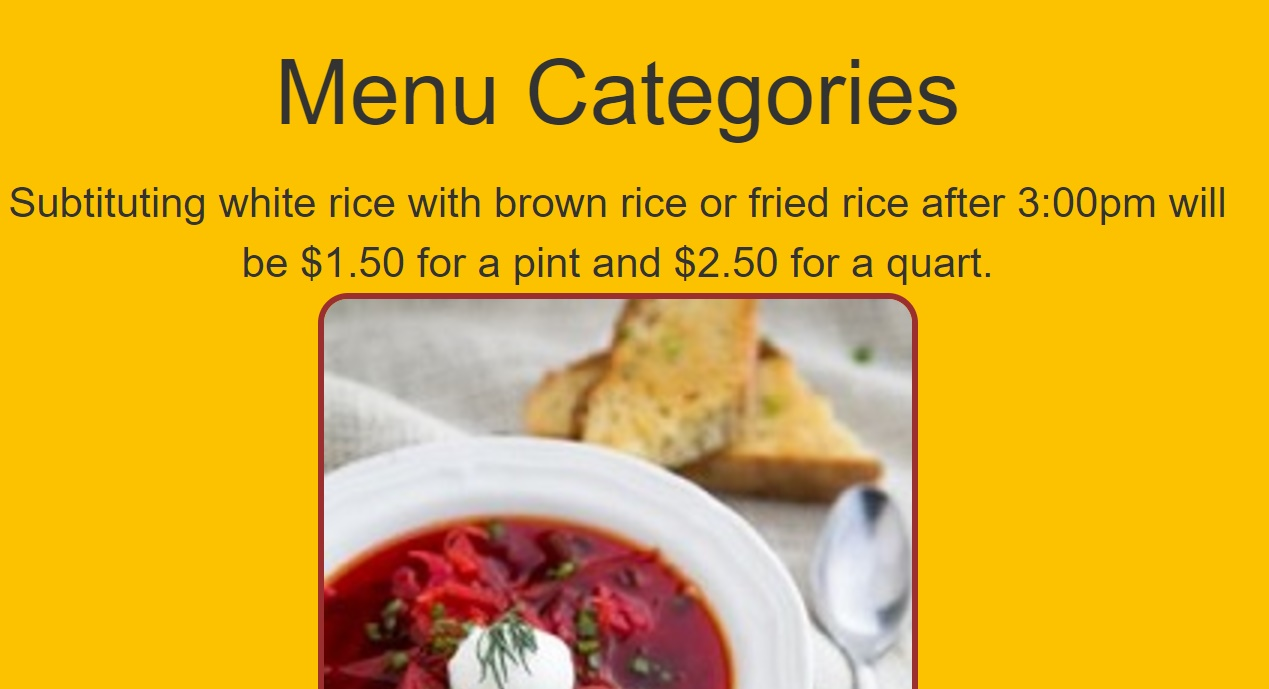 Menu Categories
Subtituting white rice with brown rice or fried rice after 3:00pm will
be $1.50 for a pint and $2.50 for a quart.